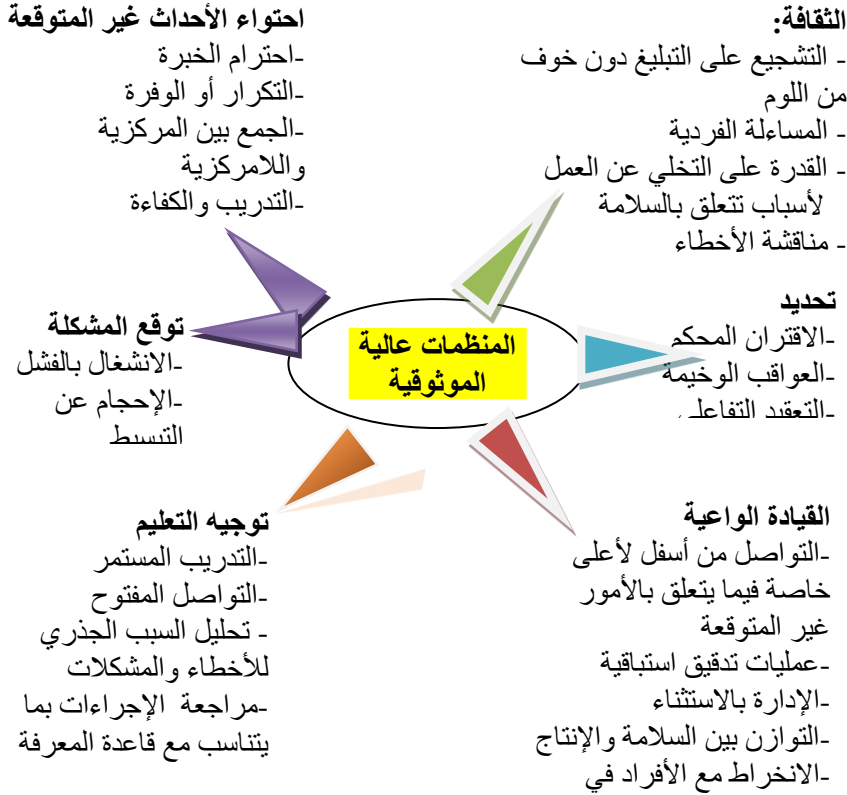 الثقافة:
- التشجيع على التبليغ دون خوف
من اللوم
- المساءلة الفردية
- القدرة على التخلي عن العمل
لأسباب تتعلق بالسلامة
- مناقشة الأخطاء
احتواء الأحداث غير المتوقعة
-احترام الخبرة
-التكرار أو الوفرة
-الجمع بين المركزية
واللامركزية
-التدريب والكفاءة
تحديد
-الاقتران المحكم
-العواقب الوخيمة
-التعقيد التفاعلي
المنظمات عالية
الموثوقية
توقع المشكلة
-الانشغال بالفشل
-الإحجام عن
التبسيط
القيادة الواعية
-التواصل من أسفل لأعلى
خاصة فيما يتعلق بالأمور
غير المتوقعة
-عمليات تدقيق استباقية
-الإدارة بالاستثناء
-التوازن بين السلامة والإنتاج
-الانخراط مع الأفراد في
توجيه التعليم
-التدريب المستمر
-التواصل المفتوح
- تحليل السبب الجذري
للأخطاء والمشكلات
-مراجعة الإجراءات بما
يتناسب مع قاعدة المعرفة